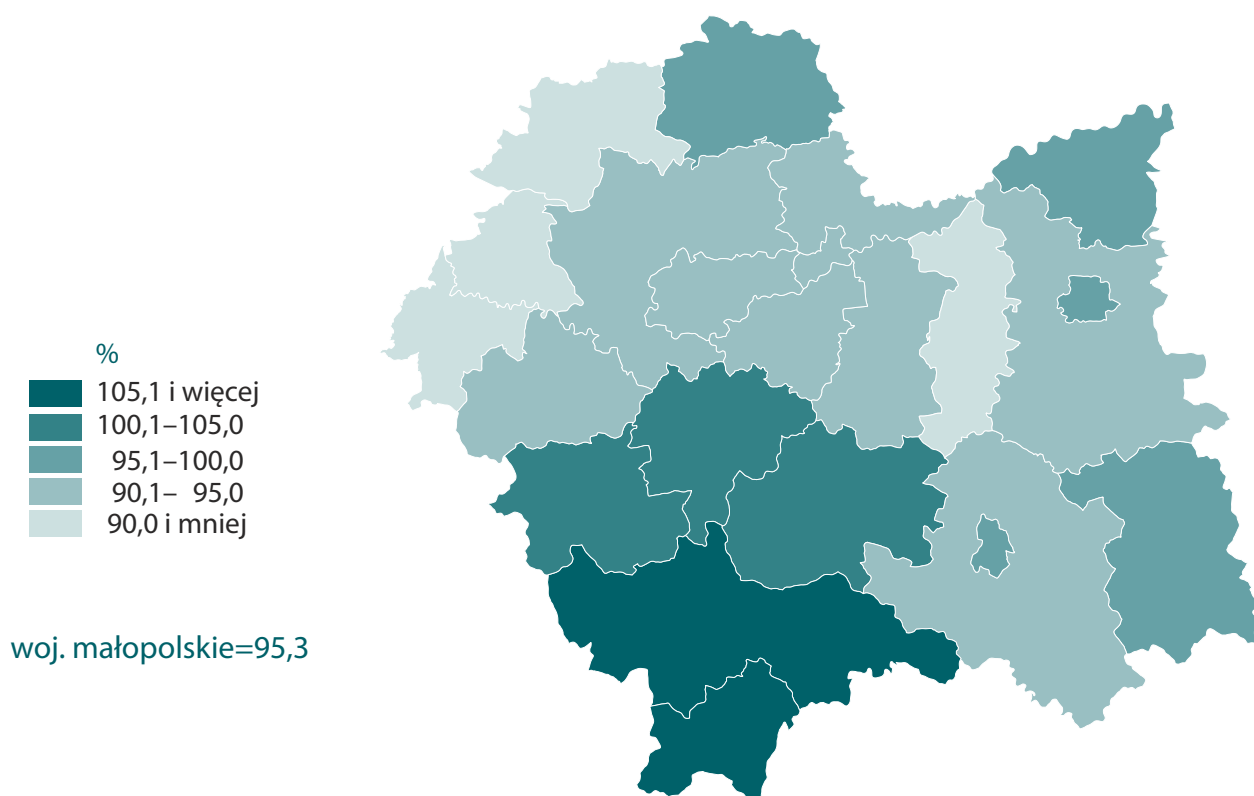 %
105,1 i więcej
100,1–105,0
95,1–100,0
90,1– 95,0
90,0 i mniej
woj. małopolskie=95,3